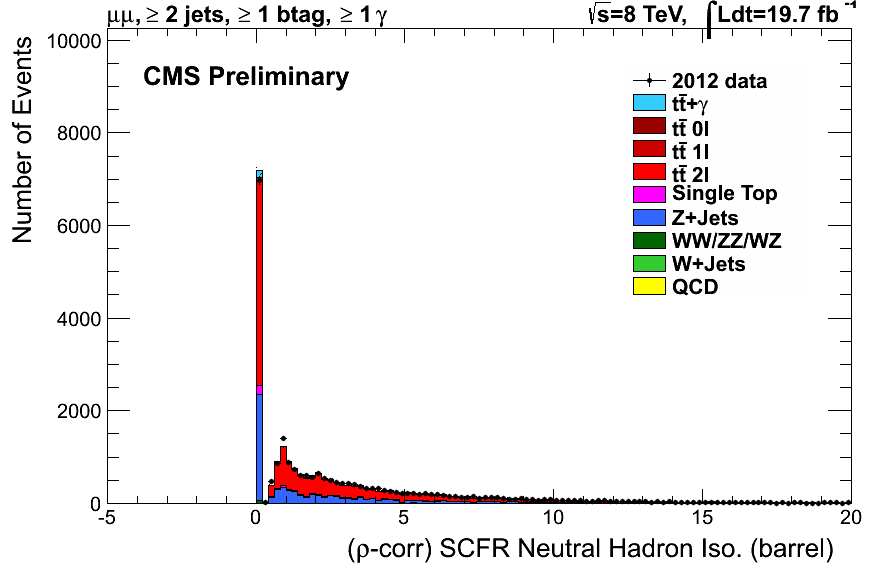 μμ, ≥ 2 jets, ≥ 1 btag, ≥ 1 γ
√s=8 TeV, ∫Ldt=19.7 fb⁻¹
CMS Preliminary
Number of Events
10000
8000
6000
4000
2000
0
2012 data
tt̄+γ
tt̄ 0l
tt̄ 1l
tt̄ 2l
Single Top
Z+Jets
WW/ZZ/WZ
W+Jets
QCD
-5 0 5 10 15 20
(ρ-corr) SCFR Neutral Hadron Iso. (barrel)